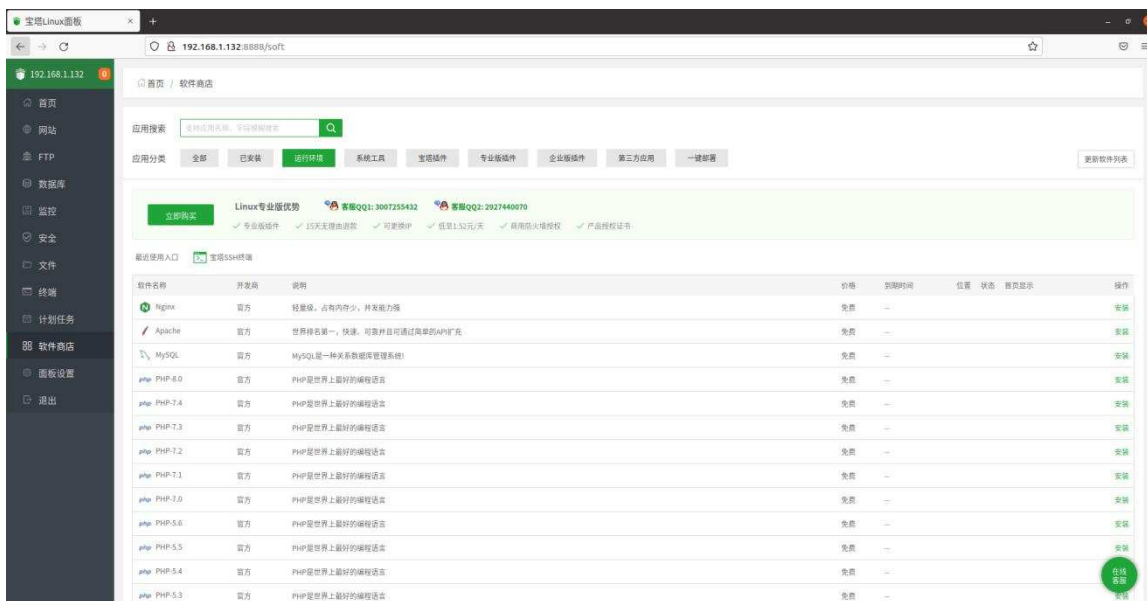 宝塔Linux面板 × +
192.168.1.132:8888/soft
192.168.1.132 0
首页 / 软件商店
首页
网站
FTP
数据库
监控
安全
文件
终端
计划任务
软件商店
面板设置
退出
应用搜索 支持应用名称、字段模糊搜索
应用分类 全部 已安装 运行环境 系统工具 宝塔插件 专业版插件 企业版插件 第三方应用 一键部署 更新软件列表
立即购买 Linux专业版优势 客服QQ1: 3007255432 客服QQ2: 2927440070
专业版插件 15天无理由退款 可更换IP 低至1.52元/天 商用防火墙授权 产品授权证书
最近使用入口 宝塔SSH终端
软件名称 开发商 说明 价格 到期时间 位置 状态 首页显示 操作
Nginx 官方 轻量级，占有内存少，并发能力强 免费 -- 安装
Apache 官方 世界排名第一，快速、可靠并且可通过简单的API扩充 免费 -- 安装
MySQL 官方 MySQL是一种关系数据库管理系统! 免费 -- 安装
php PHP-8.0 官方 PHP是世界上最好的编程语言 免费 -- 安装
php PHP-7.4 官方 PHP是世界上最好的编程语言 免费 -- 安装
php PHP-7.3 官方 PHP是世界上最好的编程语言 免费 -- 安装
php PHP-7.2 官方 PHP是世界上最好的编程语言 免费 -- 安装
php PHP-7.1 官方 PHP是世界上最好的编程语言 免费 -- 安装
php PHP-7.0 官方 PHP是世界上最好的编程语言 免费 -- 安装
php PHP-5.6 官方 PHP是世界上最好的编程语言 免费 -- 安装
php PHP-5.5 官方 PHP是世界上最好的编程语言 免费 -- 安装
php PHP-5.4 官方 PHP是世界上最好的编程语言 免费 -- 安装
php PHP-5.3 官方 PHP是世界上最好的编程语言 免费 -- 安装
在线
客服